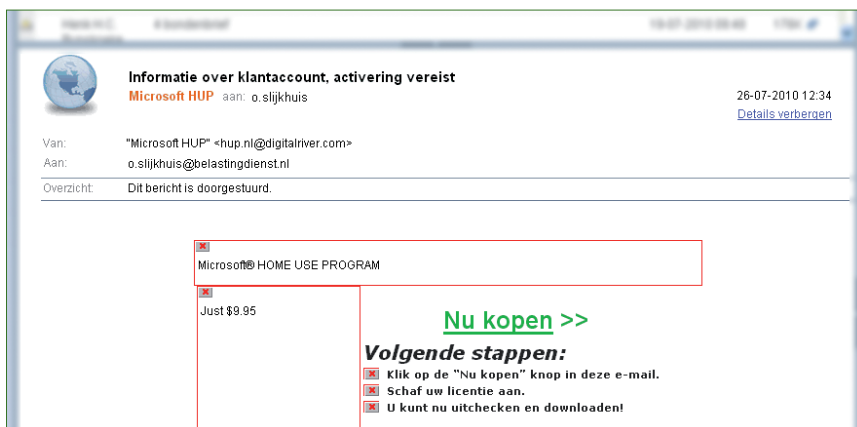 Informatie over klantaccount, activering vereist
Microsoft HUP aan: o.slijkhuis
26-07-2010 12:34
Details verbergen
Van: "Microsoft HUP" <hup.nl@digitalriver.com>
Aan: o.slijkhuis@belastingdienst.nl
Overzicht: Dit bericht is doorgestuurd.
Microsoft® HOME USE PROGRAM
Just $9.95
Nu kopen >>
Volgende stappen:
Klik op de "Nu kopen" knop in deze e-mail.
Schaf uw licentie aan.
U kunt nu uitchecken en downloaden!